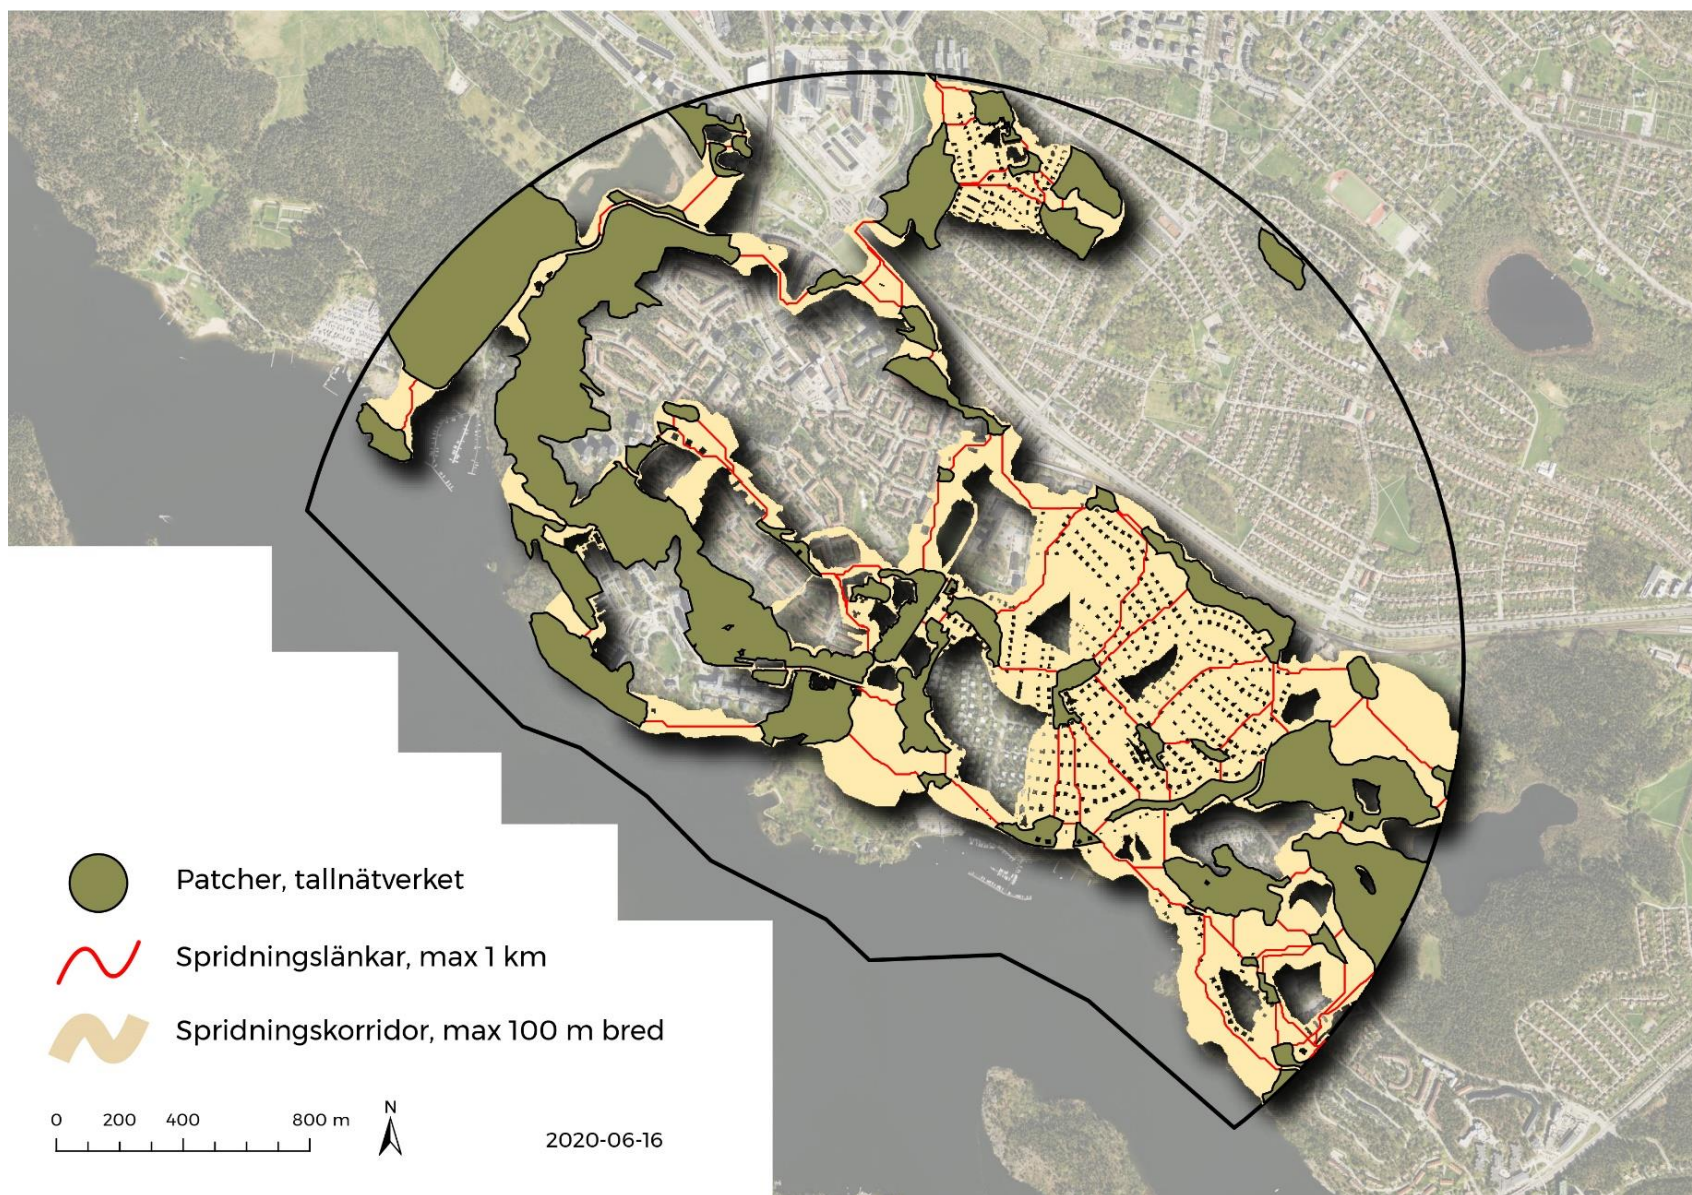 Patcher, tallnätverket
Spridningslänkar, max 1 km
Spridningskorridor, max 100 m bred
0 200 400 800 m
N
2020-06-16